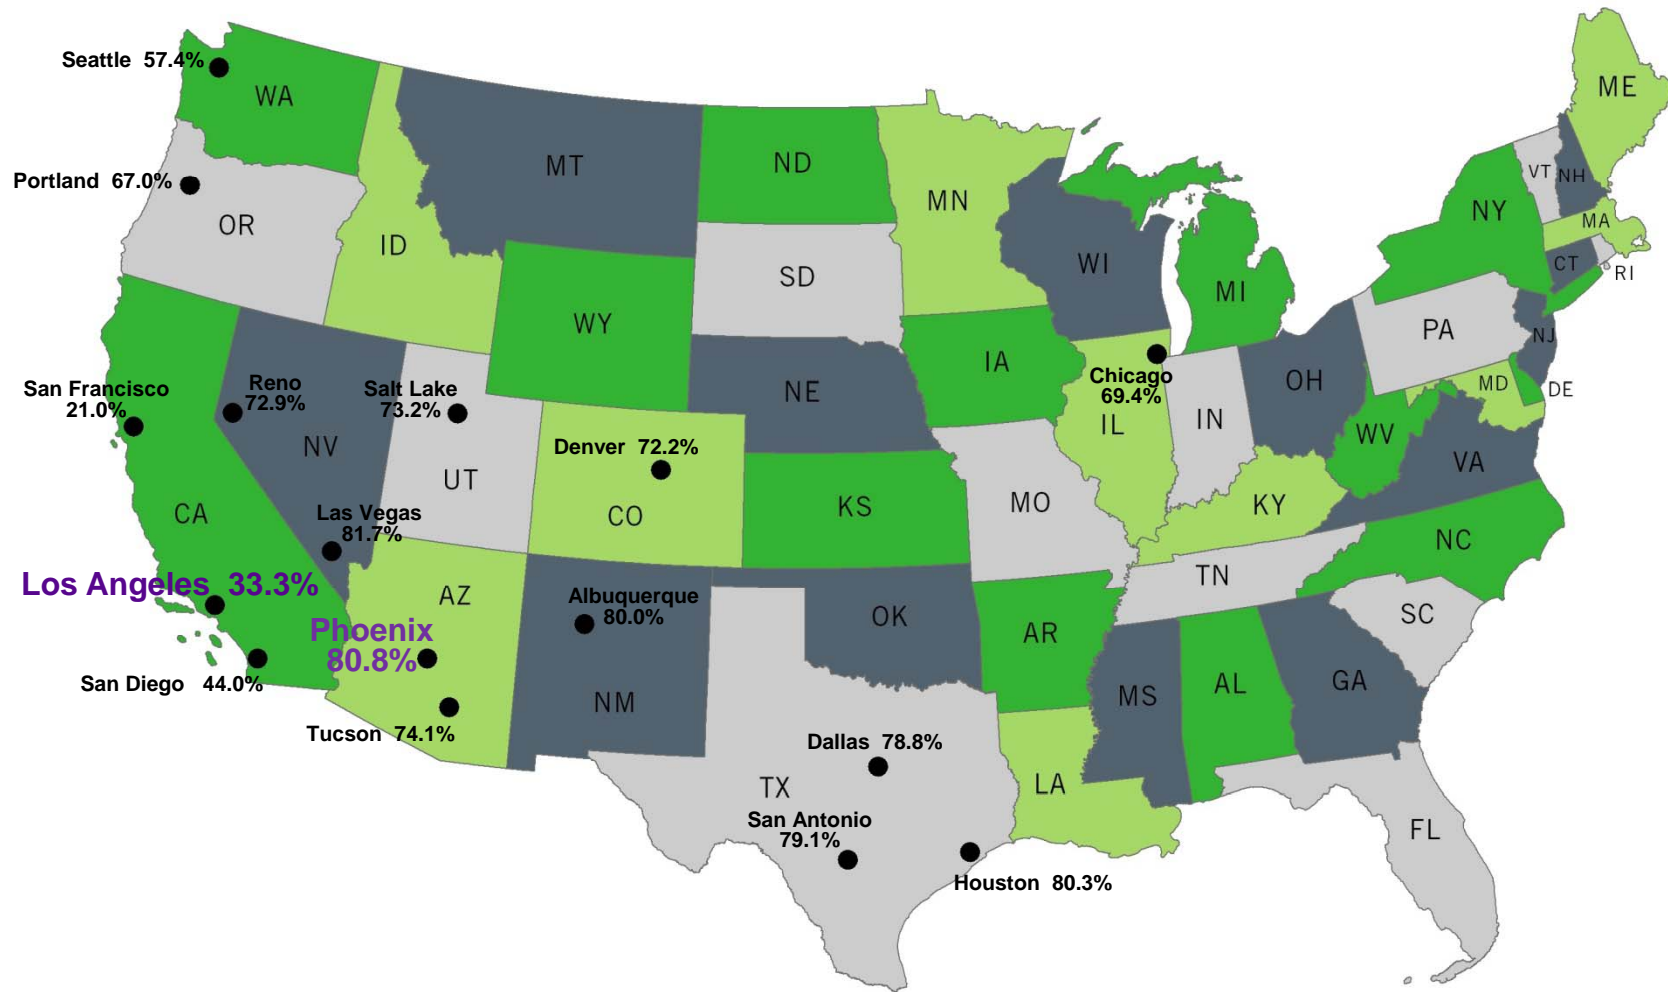 ME
Seattle 57.4%
WA
MT
ND
VT
NH
Portland 67.0%
MN
NY
MA
OR
ID
WI
CT
RI
SD
MI
WY
PA
NJ
IA
San Francisco
21.0%
Reno
72.9%
Salt Lake
73.2%
NE
Chicago
69.4%
OH
MD
DE
IL
IN
WV
NV
Denver 72.2%
VA
UT
MO
CA
Las Vegas
81.7%
CO
KS
KY
NC
Los Angeles 33.3%
AZ
Albuquerque
80.0%
OK
TN
SC
Phoenix
80.8%
AR
San Diego 44.0%
NM
MS
AL
GA
Tucson 74.1%
Dallas 78.8%
TX
LA
San Antonio
79.1%
FL
Houston 80.3%